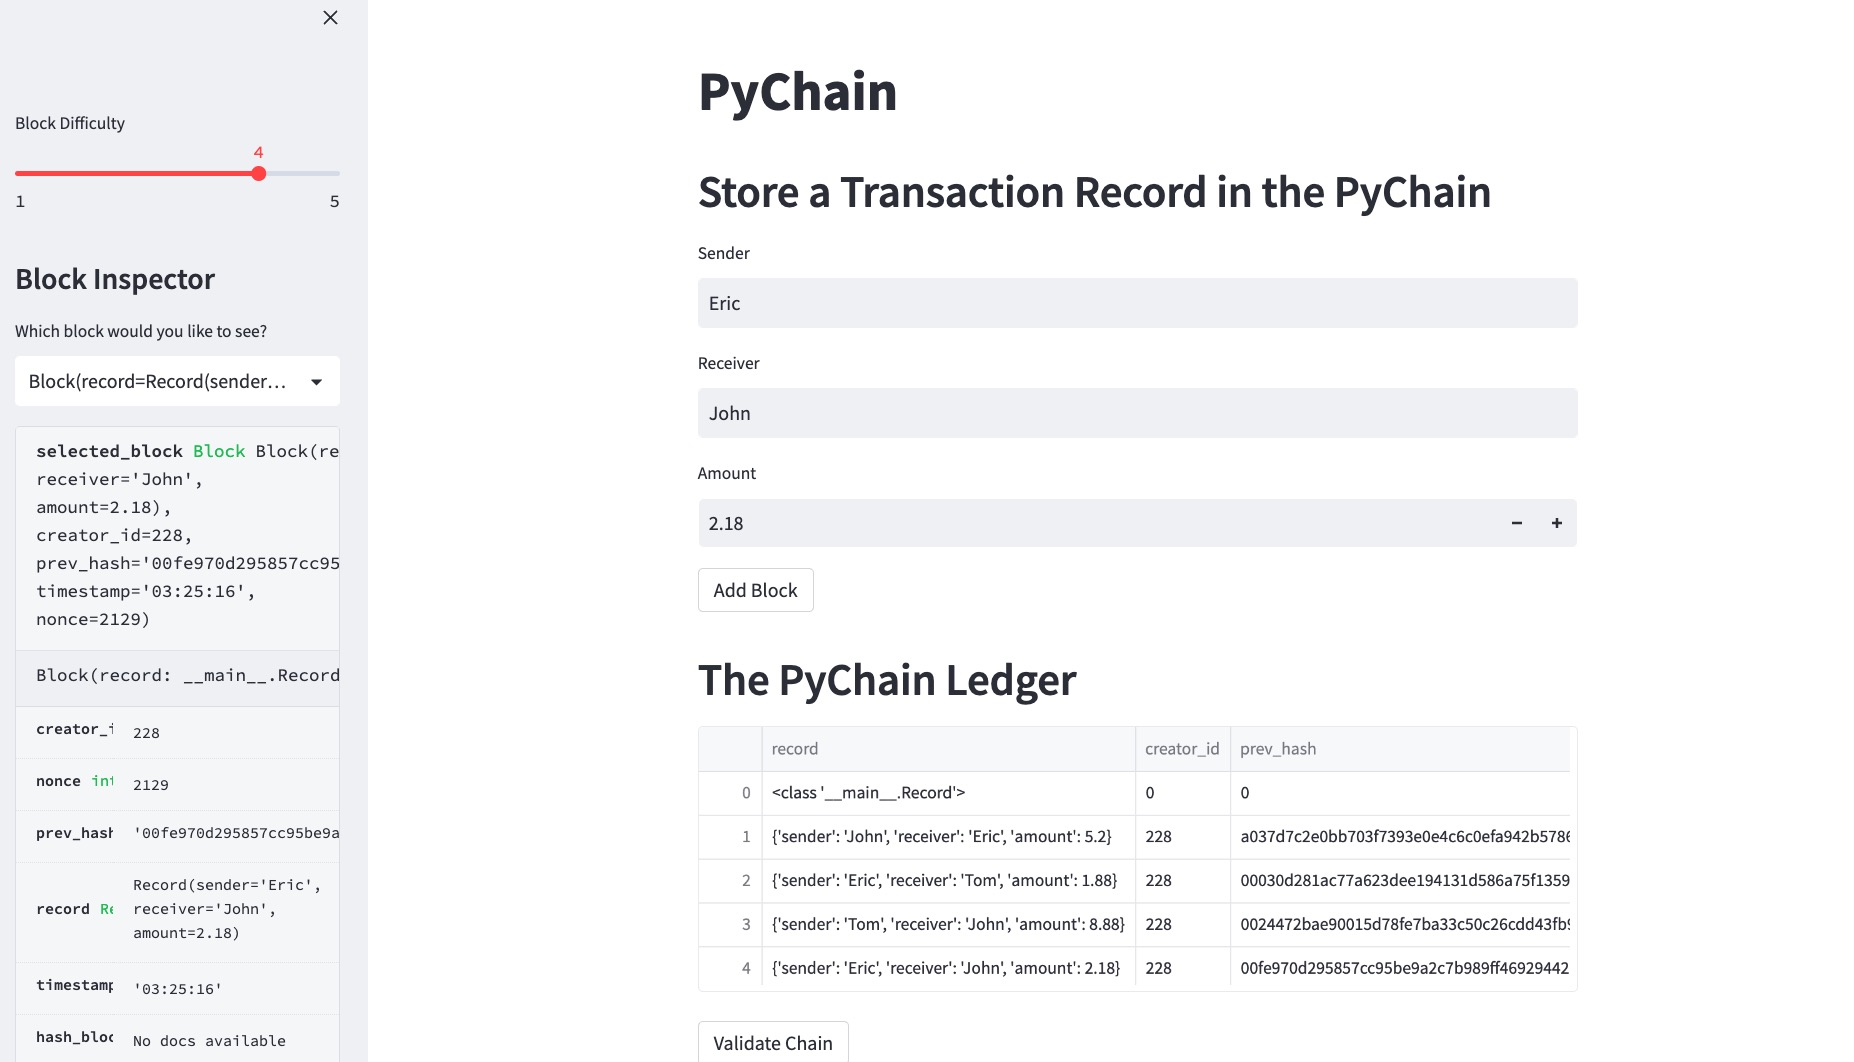 Block Difficulty
4
1 5
Block Inspector
Which block would you like to see?
Block(record=Record(sender...
selected_block Block Block(re
receiver='John',
amount=2.18),
creator_id=228,
prev_hash='00fe970d295857cc95
timestamp='03:25:16',
nonce=2129)
Block(record: __main__.Record
creator_i 228
nonce int 2129
prev_hash '00fe970d295857cc95be9a
record Re Record(sender='Eric',
receiver='John',
amount=2.18)
timestamp '03:25:16'
hash_bloc No docs available
PyChain
Store a Transaction Record in the PyChain
Sender
Eric
Receiver
John
Amount
2.18 − +
Add Block
The PyChain Ledger
record creator_id prev_hash
0 <class '__main__.Record'> 0 0
1 {'sender': 'John', 'receiver': 'Eric', 'amount': 5.2} 228 a037d7c2e0bb703f7393e0e4c6c0efa942b5786
2 {'sender': 'Eric', 'receiver': 'Tom', 'amount': 1.88} 228 00030d281ac77a623dee194131d586a75f1359
3 {'sender': 'Tom', 'receiver': 'John', 'amount': 8.88} 228 0024472bae90015d78fe7ba33c50c26cdd43fb9
4 {'sender': 'Eric', 'receiver': 'John', 'amount': 2.18} 228 00fe970d295857cc95be9a2c7b989ff46929442
Validate Chain